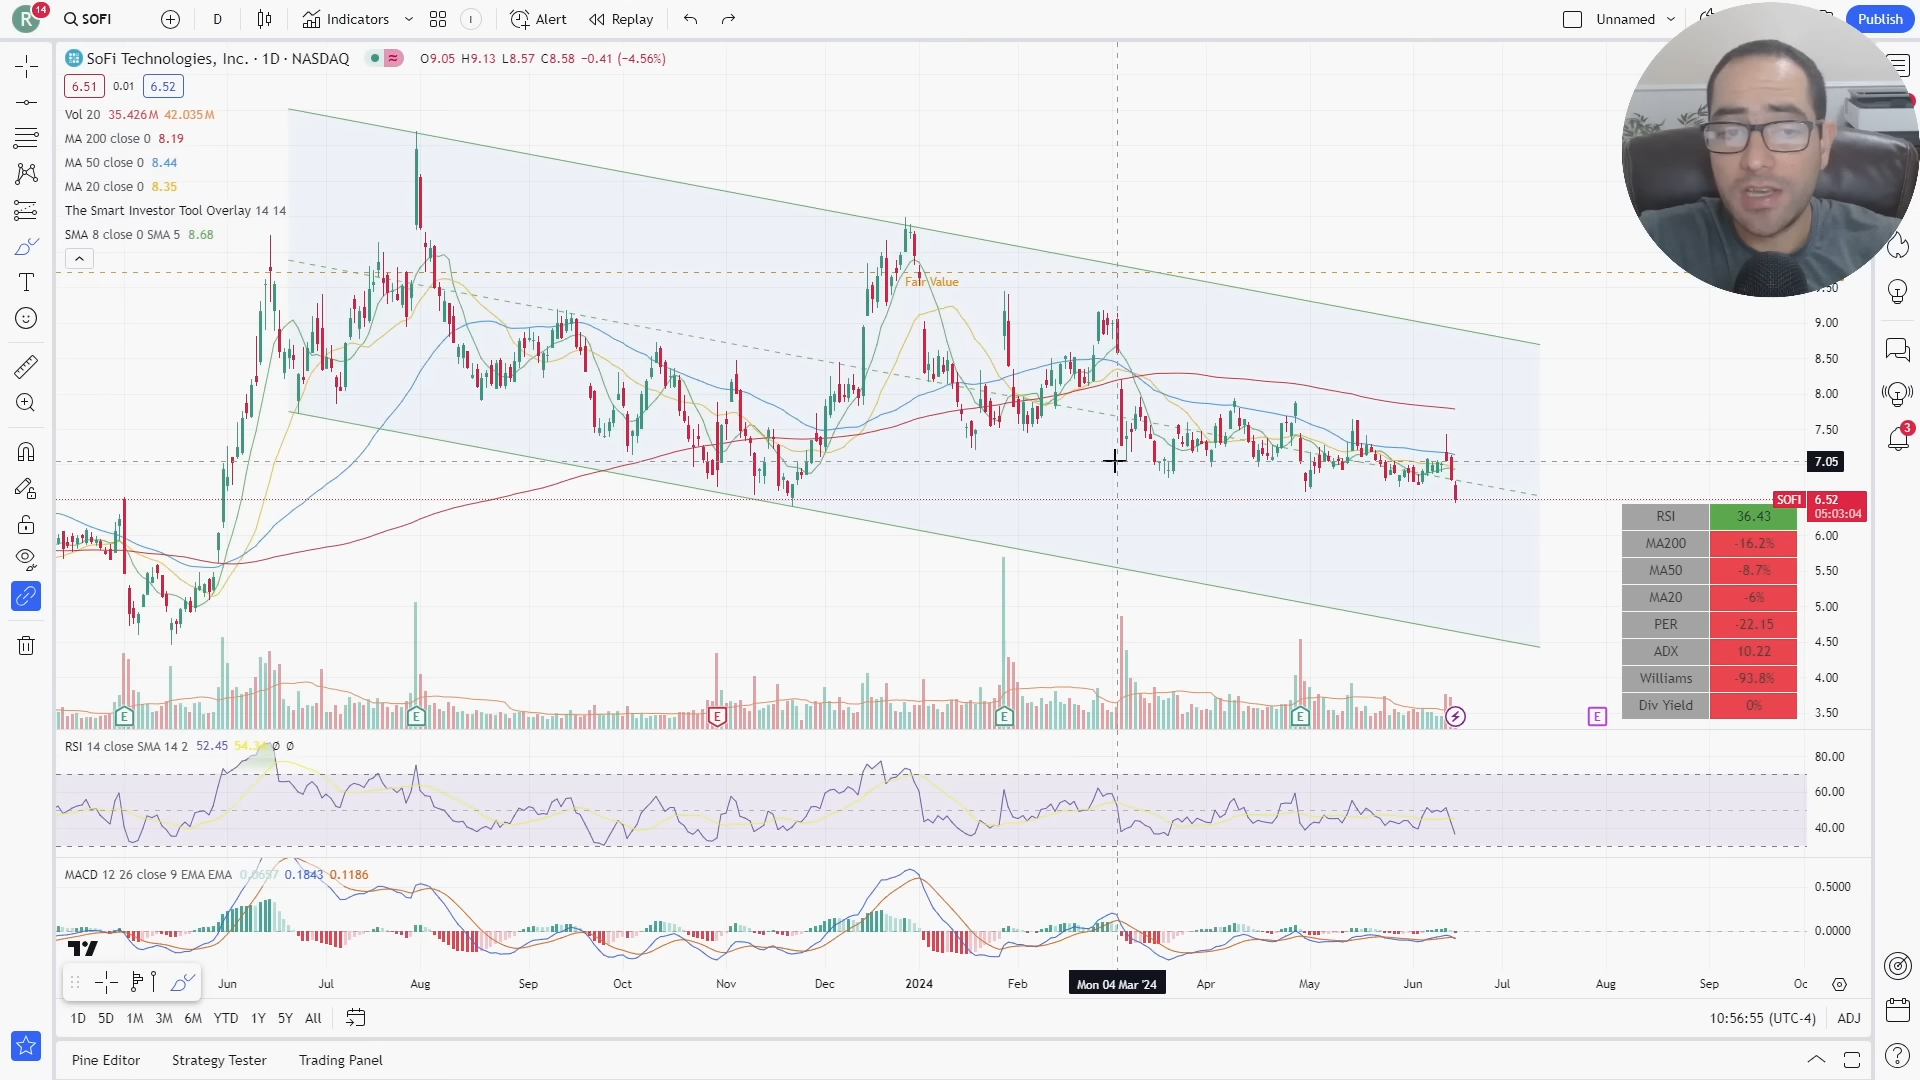 R 14 SOFI D Indicators Alert Replay Unnamed Publish
SoFi Technologies, Inc. · 1D · NASDAQ O9.05 H9.13 L8.57 C8.58 −0.41 (−4.56%)
6.51 0.01 6.52
Vol 20 35.426M 42.035M
MA 200 close 0 8.19
MA 50 close 0 8.44
MA 20 close 0 8.35
The Smart Investor Tool Overlay 14 14
SMA 8 close 0 SMA 5 8.68
Fair Value
9.00
8.50
8.00
7.50
7.05
SOFI 6.52
05:03:04
6.00
5.50
5.00
4.50
4.00
3.50
RSI 36.43
MA200 -16.2%
MA50 -8.7%
MA20 -6%
PER -22.15
ADX 10.22
Williams -93.8%
Div Yield 0%
E E E E E E
3
RSI 14 close SMA 14 2 52.45 Ø Ø
80.00
60.00
40.00
MACD 12 26 close 9 EMA EMA 0.0657 0.1843 0.1186
0.5000
0.0000
Jun Jul Aug Sep Oct Nov Dec 2024 Feb Mon 04 Mar '24 Apr May Jun Jul Aug Sep Oc
1D 5D 1M 3M 6M YTD 1Y 5Y All 10:56:55 (UTC-4) ADJ
Pine Editor Strategy Tester Trading Panel